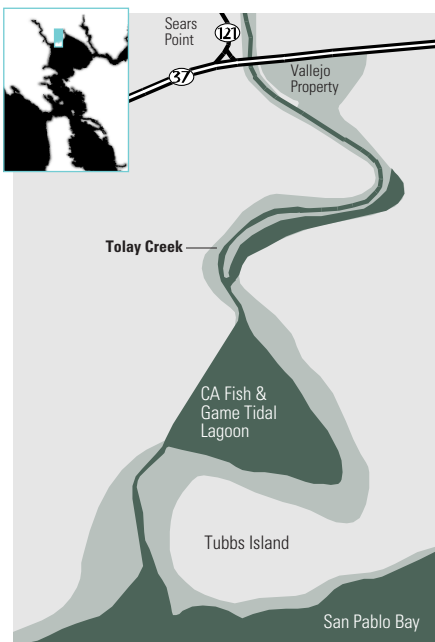 Sears
Point
121
37
Vallejo
Property
Tolay Creek
CA Fish &
Game Tidal
Lagoon
Tubbs Island
San Pablo Bay